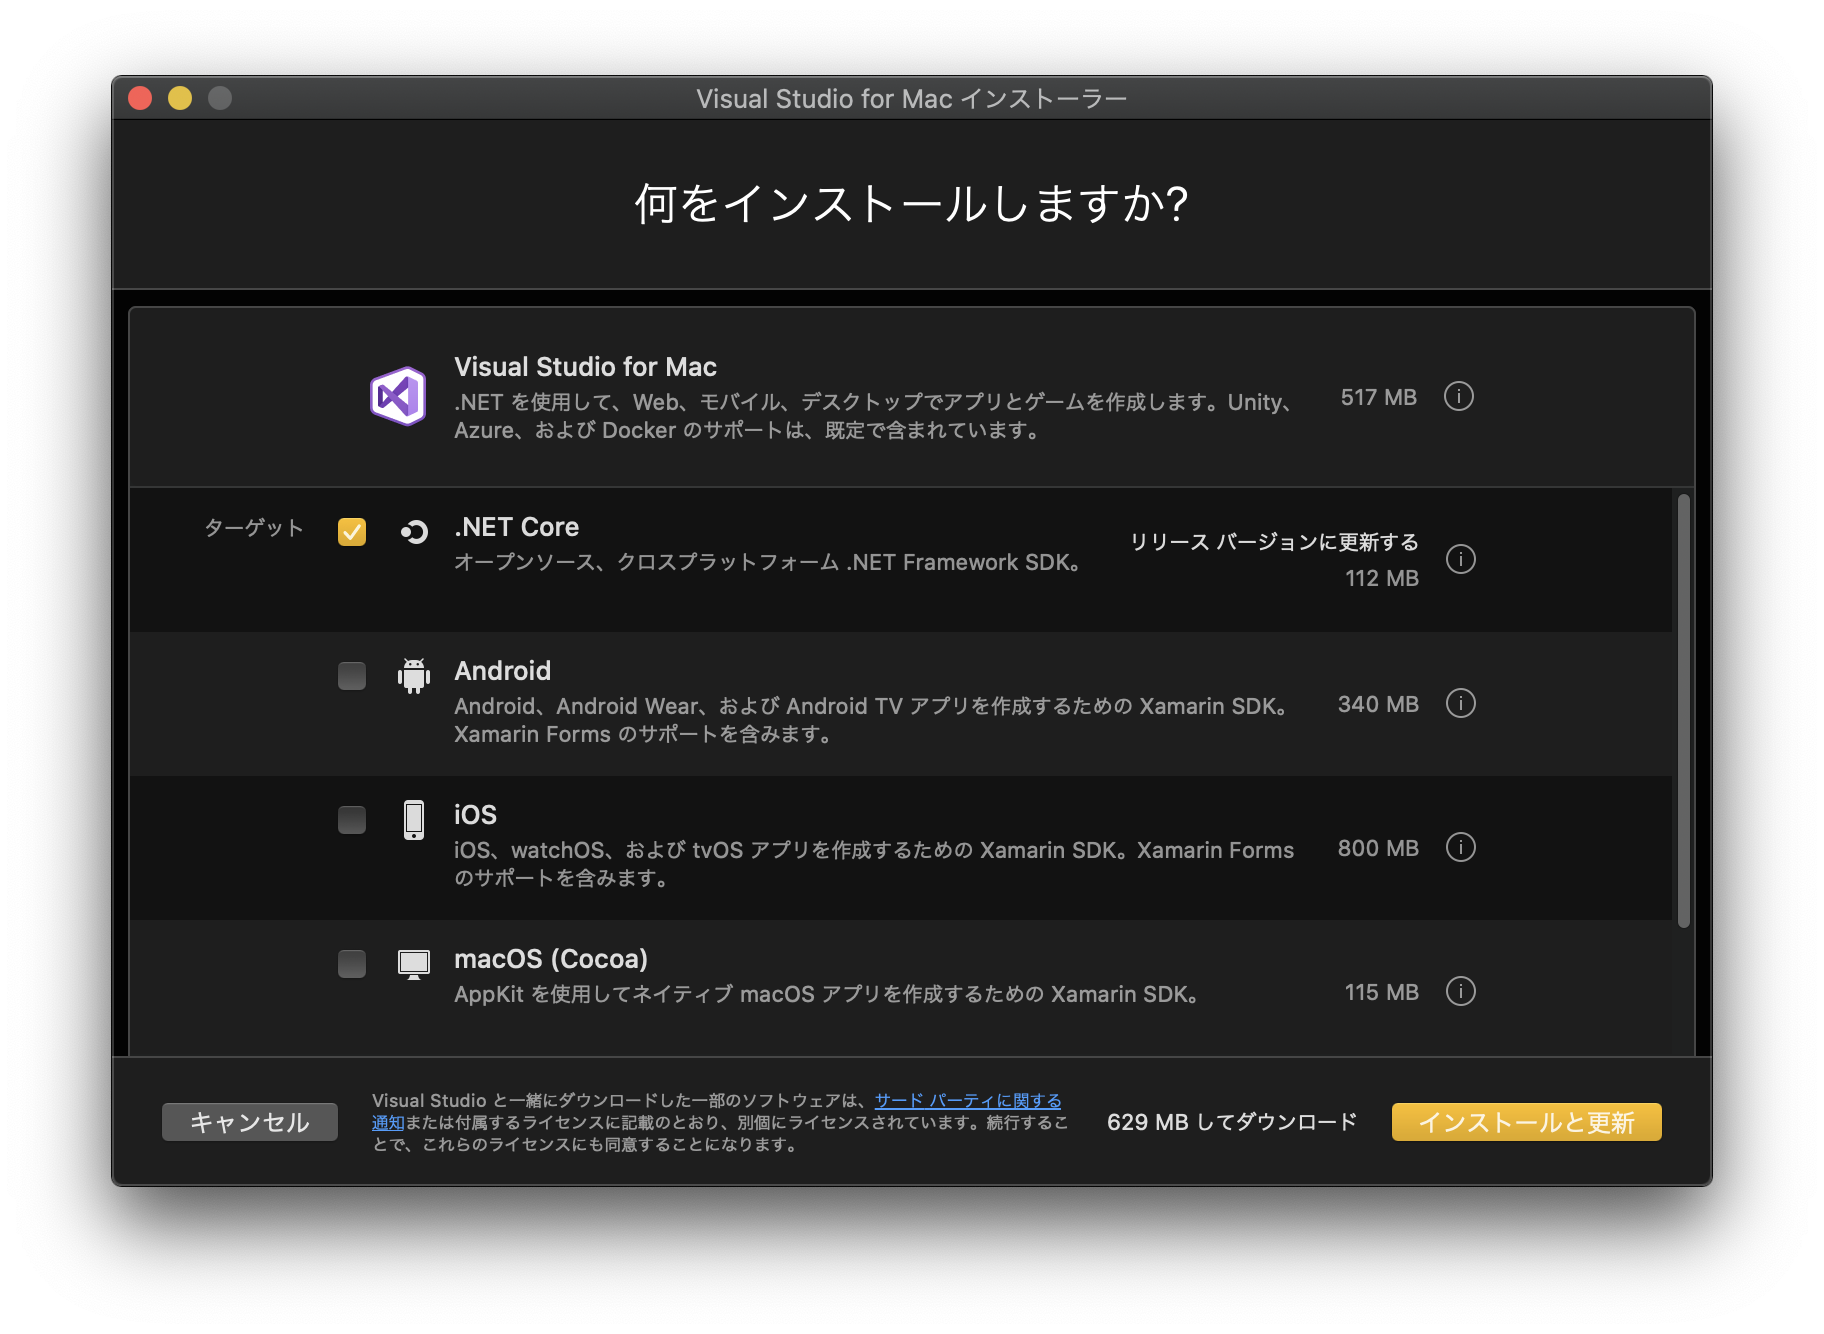 Visual Studio for Mac インストーラー
何をインストールしますか?
Visual Studio for Mac
.NET を使用して、Web、モバイル、デスクトップでアプリとゲームを作成します。Unity、
Azure、および Docker のサポートは、既定で含まれています。
517 MB
ターゲット
.NET Core
オープンソース、クロスプラットフォーム .NET Framework SDK。
リリース バージョンに更新する
112 MB
Android
Android、Android Wear、および Android TV アプリを作成するための Xamarin SDK。
Xamarin Forms のサポートを含みます。
340 MB
iOS
iOS、watchOS、および tvOS アプリを作成するための Xamarin SDK。Xamarin Forms
のサポートを含みます。
800 MB
macOS (Cocoa)
AppKit を使用してネイティブ macOS アプリを作成するための Xamarin SDK。
115 MB
キャンセル
Visual Studio と一緒にダウンロードした一部のソフトウェアは、サード パーティに関する
通知または付属するライセンスに記載のとおり、別個にライセンスされています。続行するこ
とで、これらのライセンスにも同意することになります。
629 MB してダウンロード
インストールと更新